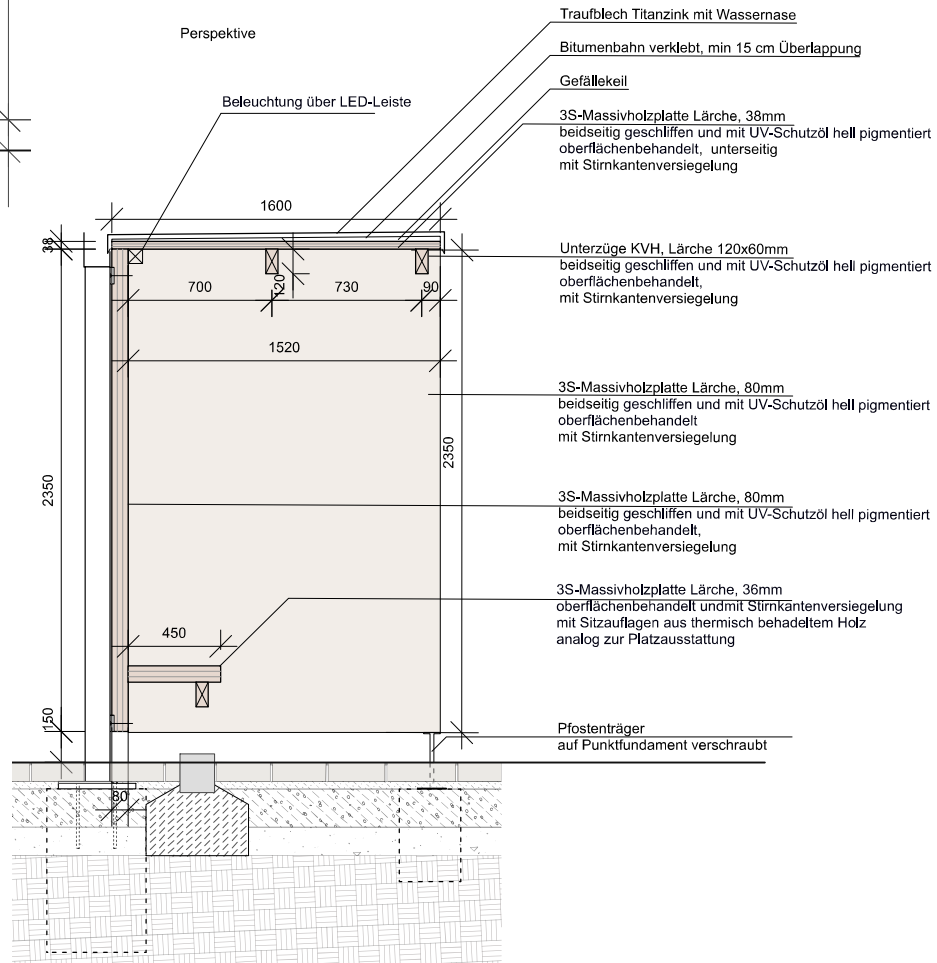 Perspektive
Beleuchtung über LED-Leiste
Traufblech Titanzink mit Wassernase
Bitumenbahn verklebt, min 15 cm Überlappung
Gefällekeil
3S-Massivholzplatte Lärche, 38mm
beidseitig geschliffen und mit UV-Schutzöl hell pigmentiert
oberflächenbehandelt, unterseitig
mit Stirnkantenversiegelung
1600
38
Unterzüge KVH, Lärche 120x60mm
beidseitig geschliffen und mit UV-Schutzöl hell pigmentiert
oberflächenbehandelt,
mit Stirnkantenversiegelung
700
120
730
90
1520
3S-Massivholzplatte Lärche, 80mm
beidseitig geschliffen und mit UV-Schutzöl hell pigmentiert
oberflächenbehandelt
mit Stirnkantenversiegelung
2350
2350
3S-Massivholzplatte Lärche, 80mm
beidseitig geschliffen und mit UV-Schutzöl hell pigmentiert
oberflächenbehandelt,
mit Stirnkantenversiegelung
3S-Massivholzplatte Lärche, 36mm
oberflächenbehandelt undmit Stirnkantenversiegelung
mit Sitzauflagen aus thermisch behadeltem Holz
analog zur Platzausstattung
450
150
Pfostenträger
auf Punktfundament verschraubt
80